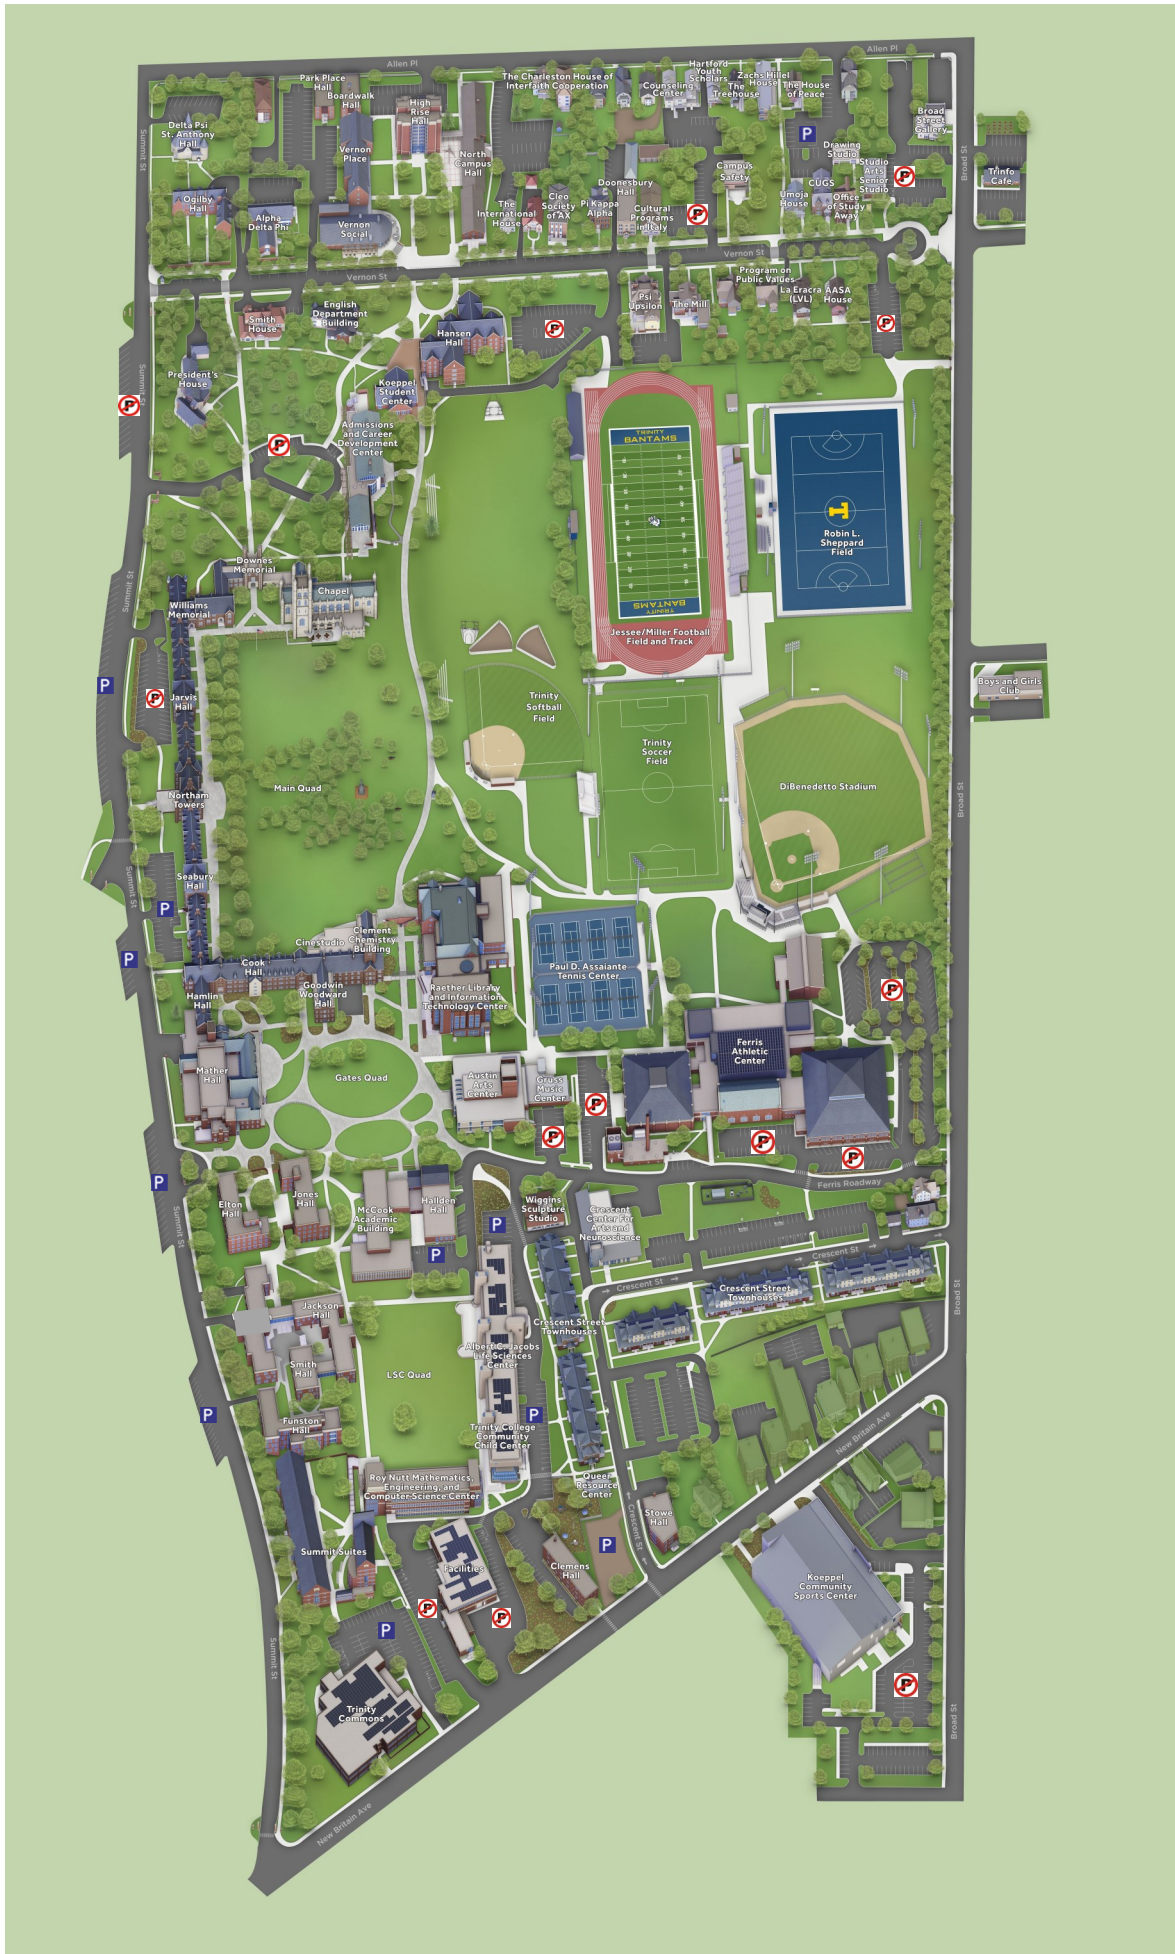 Allen Pl
Allen Pl
Park Place
Hall
Boardwalk
Hall
High
Rise
Hall
The Charleston House of
Interfaith Cooperation
Counseling
Center
Hartford
Youth
Scholars
The
Treehouse
Zachs Hillel
House
The House
of Peace
P
Broad
Street
Gallery
Delta Psi
St. Anthony
Hall
Summit St
Vernon
Place
North
Campus
Hall
Campus
Safety
Drawing
Studio
Studio
Arts
Senior
Studio
P
Broad St
Trinfo
Cafe
Ogilby
Hall
Alpha
Delta Phi
Vernon
Social
The
International
House
Cleo
Society
of AX
Pi Kappa
Alpha
Doonesbury
Hall
Cultural
Programs
in Italy
P
CUGS
Umoja
House
Office
of Study
Away
Vernon St
Vernon St
Smith
House
English
Department
Building
Hansen
Hall
P
Psi
Upsilon
The Mill
Program on
Public Values
La Eracra
(LVL)
AASA
House
P
President's
House
Summit St
P
Koeppel
Student
Center
Admissions
and Career
Development
Center
P
TRINITY
BANTAMS
Robin L.
Sheppard
Field
TRINITY
BANTAMS
Jessee/Miller Football
Field and Track
Downes
Memorial
Chapel
Williams
Memorial
Summit St
P
P
Jarvis
Hall
Trinity
Softball
Field
Trinity
Soccer
Field
Boys and Girls
Club
Main Quad
DiBenedetto Stadium
Broad St
Northam
Towers
Summit St
Seabury
Hall
P
P
Cinestudio
Clement
Chemistry
Building
Cook
Hall
Goodwin
Woodward
Hall
Hamlin
Hall
Raether Library
and Information
Technology Center
Paul D. Assaiante
Tennis Center
P
Ferris
Athletic
Center
Mather
Hall
Gates Quad
Austin
Arts
Center
Gruss
Music
Center
P
P
P
P
Ferris Roadway
P
Summit St
Elton
Hall
Jones
Hall
McCook
Academic
Building
Hallden
Hall
P
P
Wiggins
Sculpture
Studio
Crescent
Center For
Arts and
Neuroscience
Crescent St
Crescent St
Crescent Street
Townhouses
Crescent Street
Townhouses
Broad St
Jackson
Hall
Smith
Hall
LSC Quad
Albert C. Jacobs
Life Sciences
Center
P
Funston
Hall
P
Trinity College
Community
Child Center
New Britain Ave
Roy Nutt Mathematics,
Engineering, and
Computer Science Center
Queer
Resource
Center
Crescent St
Stowe
Hall
Summit Suites
Facilities
Clemens
Hall
P
Koeppel
Community
Sports Center
P
P
P
Summit St
Trinity
Commons
P
Broad St
New Britain Ave